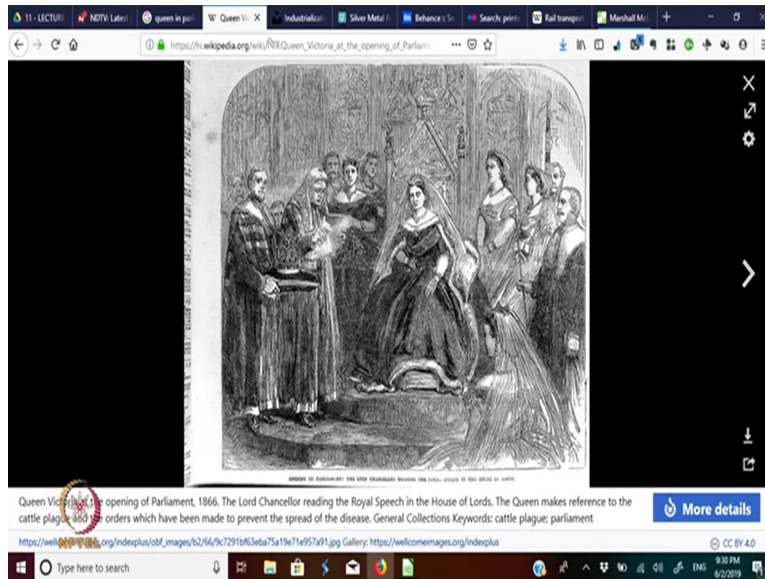 11 - LECTUR
NDTV: Latest
queen in parl
Queen Vic
Industrializati
Silver Metal F
Behance :: Se
Search: printi
Rail transport
Marshall Mc
https://hi.wikipedia.org/wiki/चित्र:Queen_Victoria_at_the_opening_of_Parliam
Queen Victoria at the opening of Parliament, 1866. The Lord Chancellor reading the Royal Speech in the House of Lords. The Queen makes reference to the
cattle plague and the orders which have been made to prevent the spread of the disease. General Collections Keywords: cattle plague; parliament
More details
.org/indexplus/obf_images/b2/66/9c7291bf63eba75a19e71e957a91.jpg Gallery: https://wellcomeimages.org/indexplus
CC BY 4.0
NPTEL
Type here to search
ENG
9:30 PM
6/2/2019